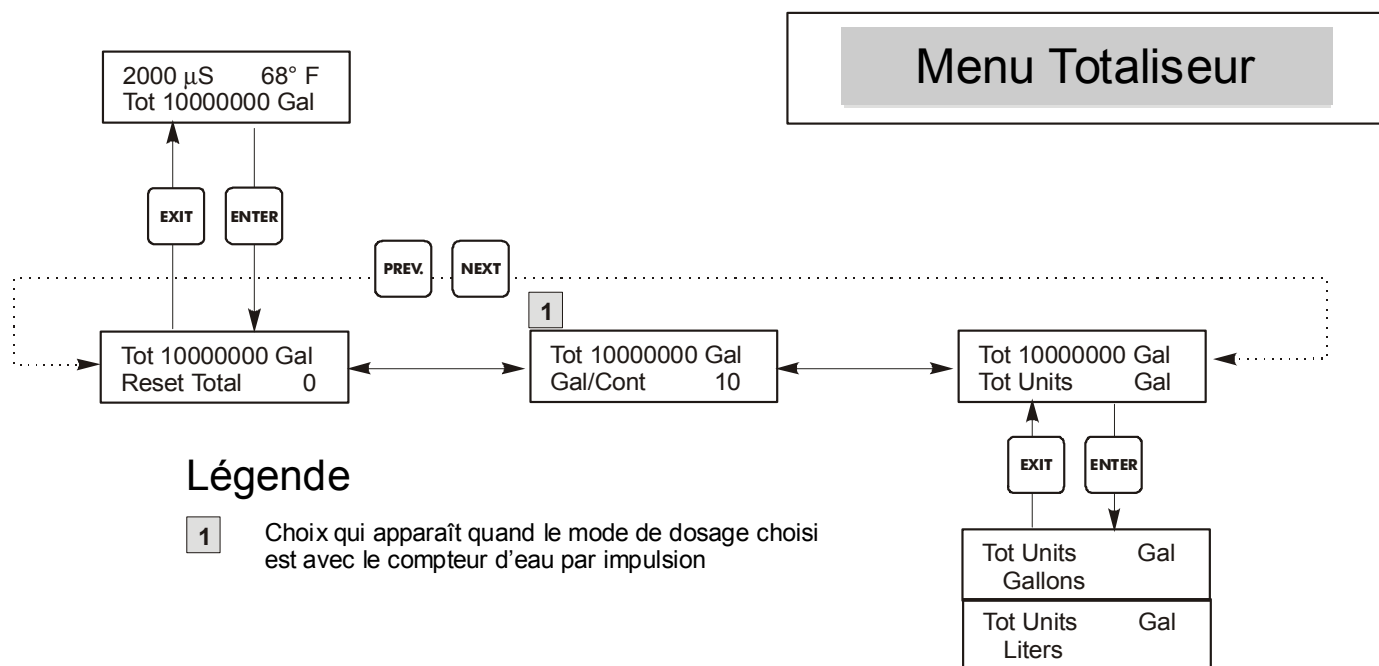 Menu Totaliseur
2000 µS 68° F
Tot 10000000 Gal
EXIT
ENTER
PREV.
NEXT
1
Tot 10000000 Gal
Reset Total 0
Tot 10000000 Gal
Gal/Cont 10
Tot 10000000 Gal
Tot Units Gal
EXIT
ENTER
Légende
1 Choix qui apparaît quand le mode de dosage choisi
est avec le compteur d'eau par impulsion
Tot Units Gal
Gallons
Tot Units Gal
Liters